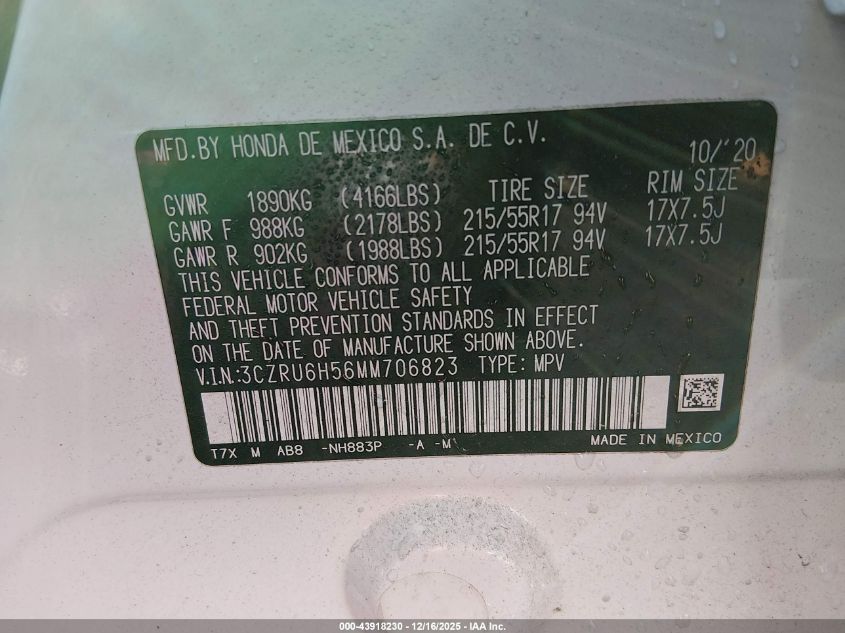 MFD.BY HONDA DE MEXICO S.A. DE C.V. 10/'20
GVWR 1890KG (4166LBS) TIRE SIZE RIM SIZE
GAWR F 988KG (2178LBS) 215/55R17 94V 17X7.5J
GAWR R 902KG (1988LBS) 215/55R17 94V 17X7.5J
THIS VEHICLE CONFORMS TO ALL APPLICABLE
FEDERAL MOTOR VEHICLE SAFETY
AND THEFT PREVENTION STANDARDS IN EFFECT
ON THE DATE OF MANUFACTURE SHOWN ABOVE.
V.I.N.:3CZRU6H56MM706823 TYPE: MPV
T7X M AB8 -NH883P -A -M MADE IN MEXICO
000-43918230 - 12/16/2025 - IAA Inc.